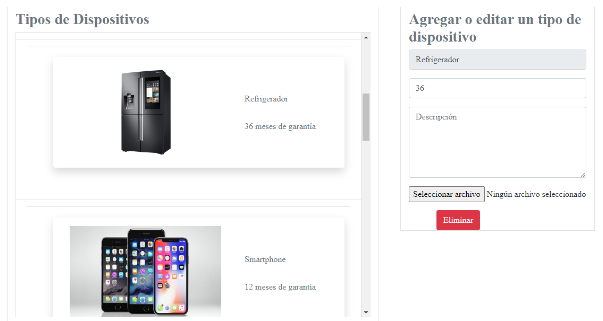 Tipos de Dispositivos
Refrigerador
36 meses de garantía
Smartphone
12 meses de garantía
Agregar o editar un tipo de
dispositivo
Refrigerador
36
Descripción
Seleccionar archivo Ningún archivo seleccionado
Eliminar